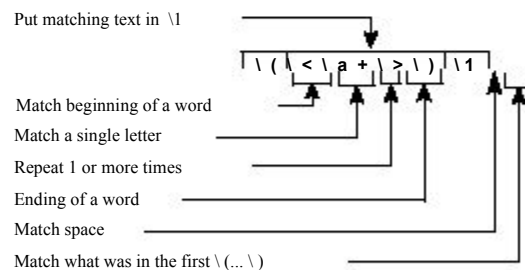 Put matching text in \1
\ ( \ < \ a + \ > \ ) \ 1
Match beginning of a word
Match a single letter
Repeat 1 or more times
Ending of a word
Match space
Match what was in the first \ (... \ )